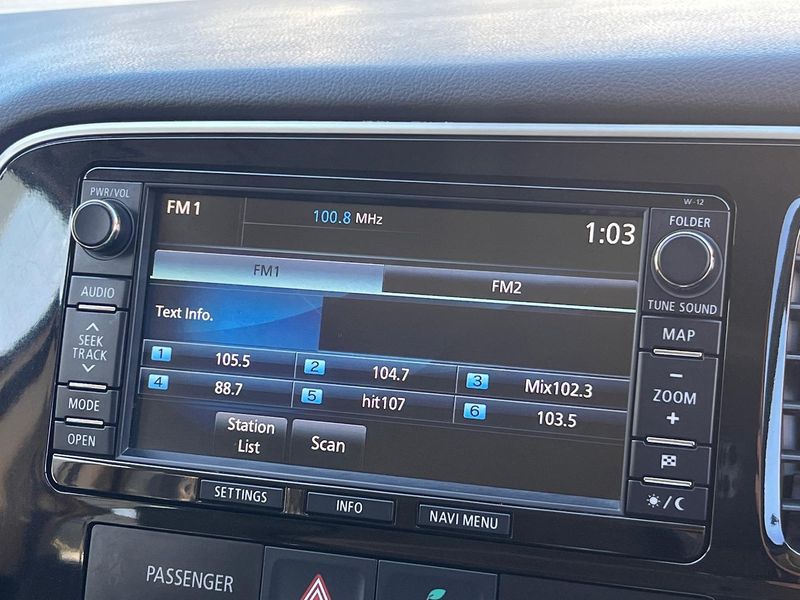 PWR/VOL
AUDIO
SEEK
TRACK
MODE
OPEN
FM1
100.8 MHz
1:03
FM1
FM2
Text Info.
1 105.5
2 104.7
3 Mix102.3
4 88.7
5 hit107
6 103.5
Station
List
Scan
W-12
FOLDER
TUNE SOUND
MAP
−
ZOOM
+
/
SETTINGS
INFO
NAVI MENU
PASSENGER